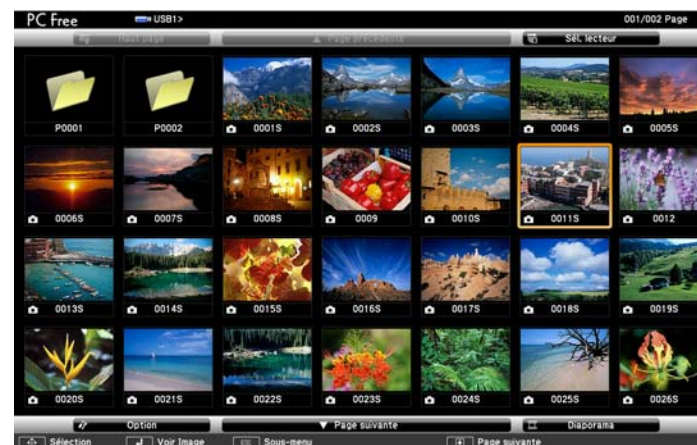 PC Free USB1> 001/002 Page
Haut page ▲ Page précédente Sél. lecteur
P0001 P0002 0001S 0002S 0003S 0004S 0005S
0006S 0007S 0008S 0009 0010S 0011S 0012
0013S 0014S 0015S 0016S 0017S 0018S 0019S
0020S 0021S 0022S 0023S 0024S 0025S 0026S
Option ▼ Page suivante Diaporama
Sélection Voir Image Sous-menu Page suivante